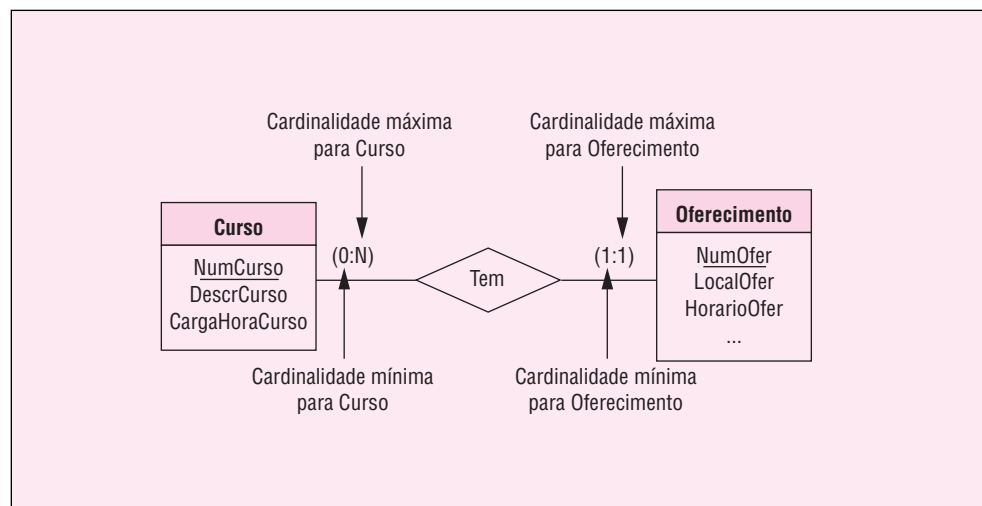 Cardinalidade máxima
para Curso
Cardinalidade máxima
para Oferecimento
Curso
NumCurso
DescrCurso
CargaHoraCurso
(0:N)
Tem
(1:1)
Oferecimento
NumOfer
LocalOfer
HorarioOfer
...
Cardinalidade mínima
para Curso
Cardinalidade mínima
para Oferecimento